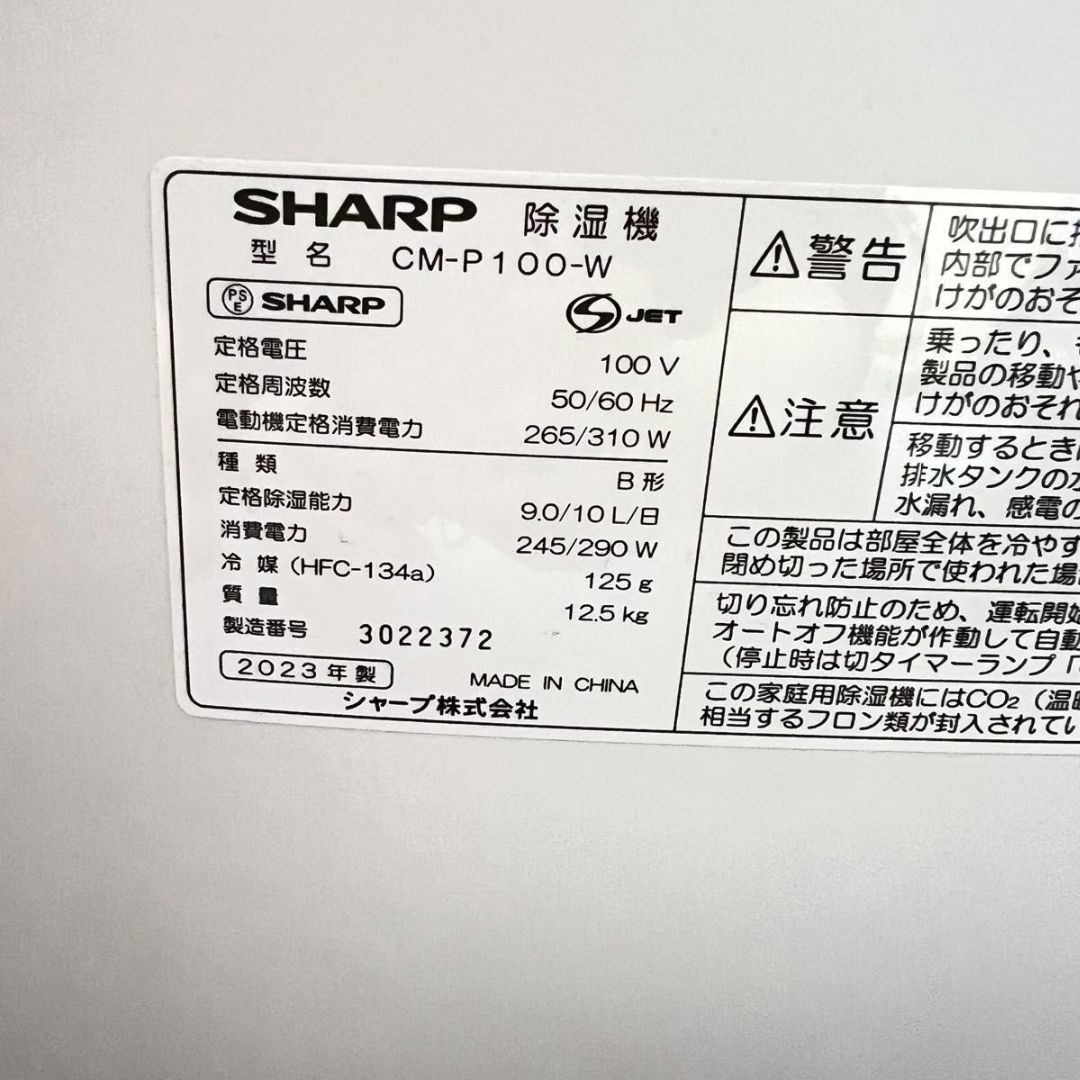 SHARP 除湿機
型名 CM-P100-W
PS E SHARP
S JET
定格電圧 100 V
定格周波数 50/60 Hz
電動機定格消費電力 265/310 W
種類 B形
定格除湿能力 9.0/10 L/日
消費電力 245/290 W
冷媒(HFC-134a) 125 g
質量 12.5 kg
製造番号 3022372
2023年製 MADE IN CHINA
シャープ株式会社
⚠警告
吹出口に
内部でファ
けがのおそ
⚠注意
乗ったり、
製品の移動や
けがのおそれ
移動するときは
排水タンクの
水漏れ、感電の
この製品は部屋全体を冷やす
閉め切った場所で使われた場
切り忘れ防止のため、運転開始
オートオフ機能が作動して自動
(停止時は切タイマーランプ「
この家庭用除湿機にはCO₂(温暖
相当するフロン類が封入されてい